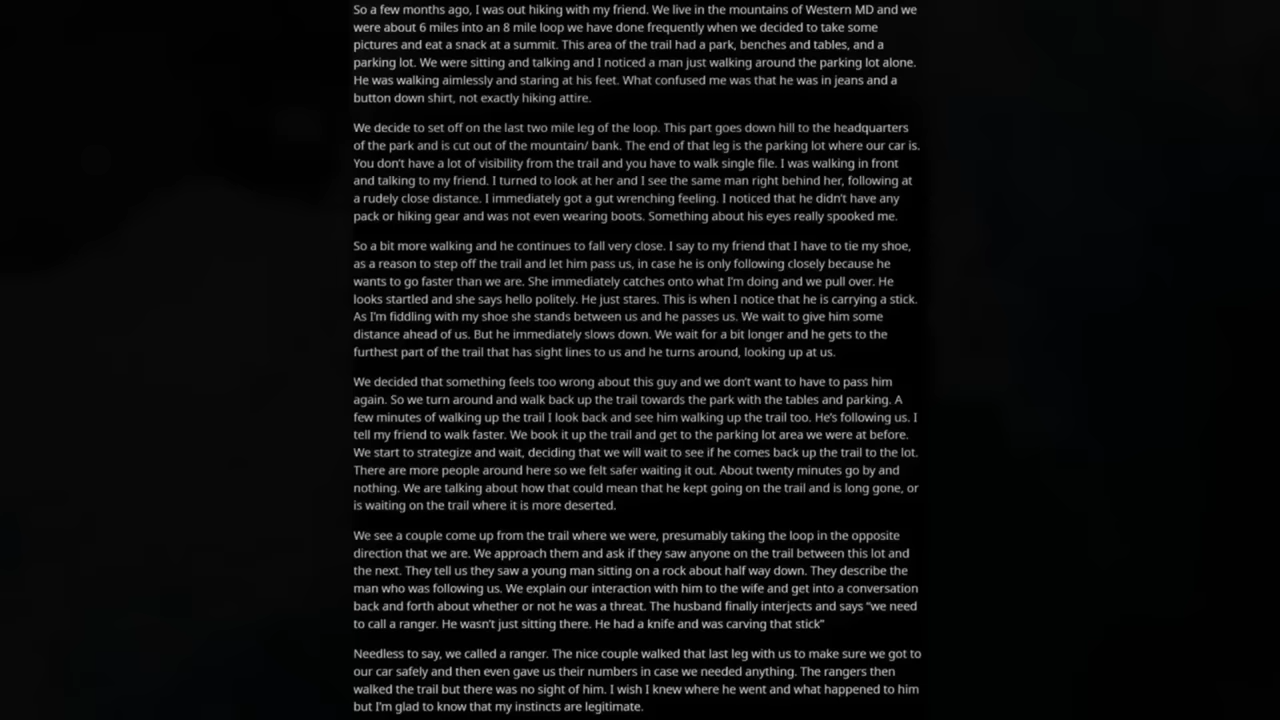 So a few months ago, I was out hiking with my friend. We live in the mountains of Western MD and we
were about 6 miles into an 8 mile loop we have done frequently when we decided to take some
pictures and eat a snack at a summit. This area of the trail had a park, benches and tables, and a
parking lot. We were sitting and talking and I noticed a man just walking around the parking lot alone.
He was walking aimlessly and staring at his feet. What confused me was that he was in jeans and a
button down shirt, not exactly hiking attire.
We decide to set off on the last two mile leg of the loop. This part goes down hill to the headquarters
of the park and is cut out of the mountain/ bank. The end of that leg is the parking lot where our car is.
You don't have a lot of visibility from the trail and you have to walk single file. I was walking in front
and talking to my friend. I turned to look at her and I see the same man right behind her, following at
a rudely close distance. I immediately got a gut wrenching feeling. I noticed that he didn't have any
pack or hiking gear and was not even wearing boots. Something about his eyes really spooked me.
So a bit more walking and he continues to fall very close. I say to my friend that I have to tie my shoe,
as a reason to step off the trail and let him pass us, in case he is only following closely because he
wants to go faster than we are. She immediately catches onto what I'm doing and we pull over. He
looks startled and she says hello politely. He just stares. This is when I notice that he is carrying a stick.
As I'm fiddling with my shoe she stands between us and he passes us. We wait to give him some
distance ahead of us. But he immediately slows down. We wait for a bit longer and he gets to the
furthest part of the trail that has sight lines to us and he turns around, looking up at us.
We decided that something feels too wrong about this guy and we don't want to have to pass him
again. So we turn around and walk back up the trail towards the park with the tables and parking. A
few minutes of walking up the trail I look back and see him walking up the trail too. He's following us. I
tell my friend to walk faster. We book it up the trail and get to the parking lot area we were at before.
We start to strategize and wait, deciding that we will wait to see if he comes back up the trail to the lot.
There are more people around here so we felt safer waiting it out. About twenty minutes go by and
nothing. We are talking about how that could mean that he kept going on the trail and is long gone, or
is waiting on the trail where it is more deserted.
We see a couple come up from the trail where we were, presumably taking the loop in the opposite
direction that we are. We approach them and ask if they saw anyone on the trail between this lot and
the next. They tell us they saw a young man sitting on a rock about half way down. They describe the
man who was following us. We explain our interaction with him to the wife and get into a conversation
back and forth about whether or not he was a threat. The husband finally interjects and says "we need
to call a ranger. He wasn't just sitting there. He had a knife and was carving that stick"
Needless to say, we called a ranger. The nice couple walked that last leg with us to make sure we got to
our car safely and then even gave us their numbers in case we needed anything. The rangers then
walked the trail but there was no sight of him. I wish I knew where he went and what happened to him
but I'm glad to know that my instincts are legitimate.